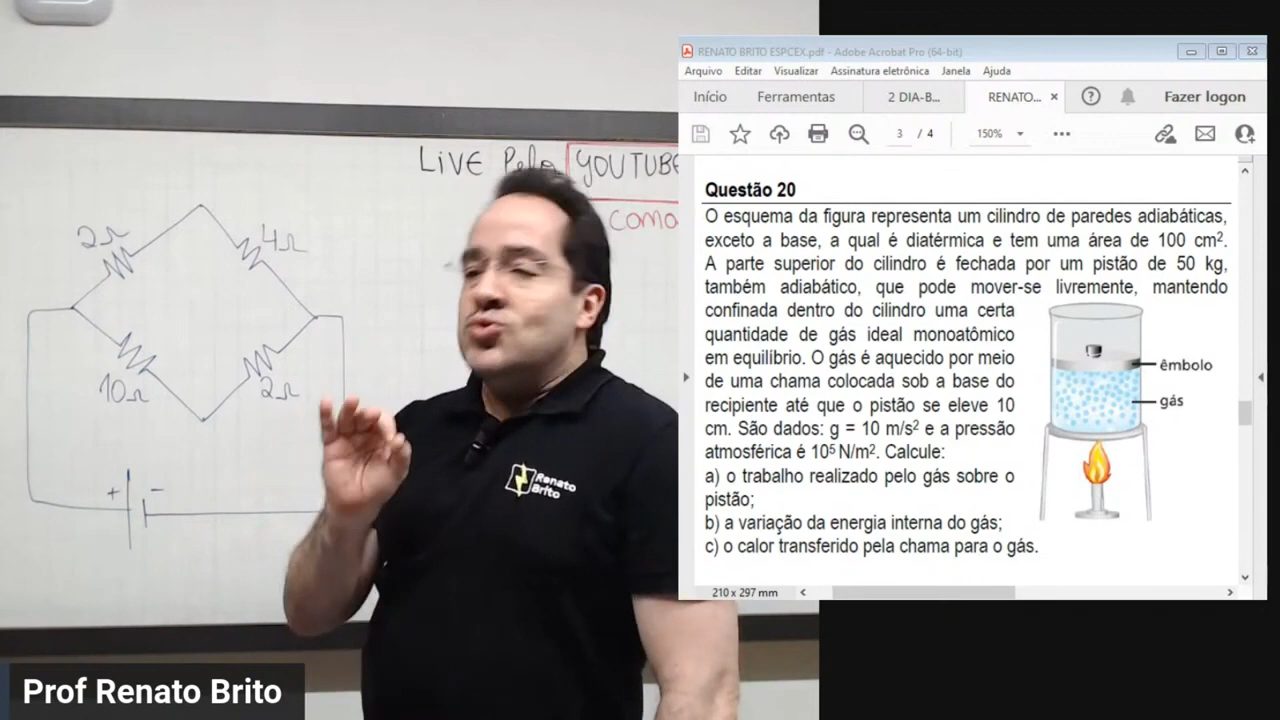 LIVE Pelo YOUTUBE
como
2Ω
4Ω
10Ω
2Ω
+
-
Renato
Brito
Prof Renato Brito
RENATO BRITO ESPCEX.pdf - Adobe Acrobat Pro (64-bit)
Arquivo Editar Visualizar Assinatura eletrônica Janela Ajuda
Início Ferramentas 2 DIA-B... RENATO... × ? Fazer logon
3 / 4 150%
Questão 20
O esquema da figura representa um cilindro de paredes adiabáticas,
exceto a base, a qual é diatérmica e tem uma área de 100 cm².
A parte superior do cilindro é fechada por um pistão de 50 kg,
também adiabático, que pode mover-se livremente, mantendo
confinada dentro do cilindro uma certa
quantidade de gás ideal monoatômico
em equilíbrio. O gás é aquecido por meio
de uma chama colocada sob a base do
recipiente até que o pistão se eleve 10
cm. São dados: g = 10 m/s² e a pressão
atmosférica é 10⁵ N/m². Calcule:
a) o trabalho realizado pelo gás sobre o
pistão;
b) a variação da energia interna do gás;
c) o calor transferido pela chama para o gás.
êmbolo
gás
210 x 297 mm